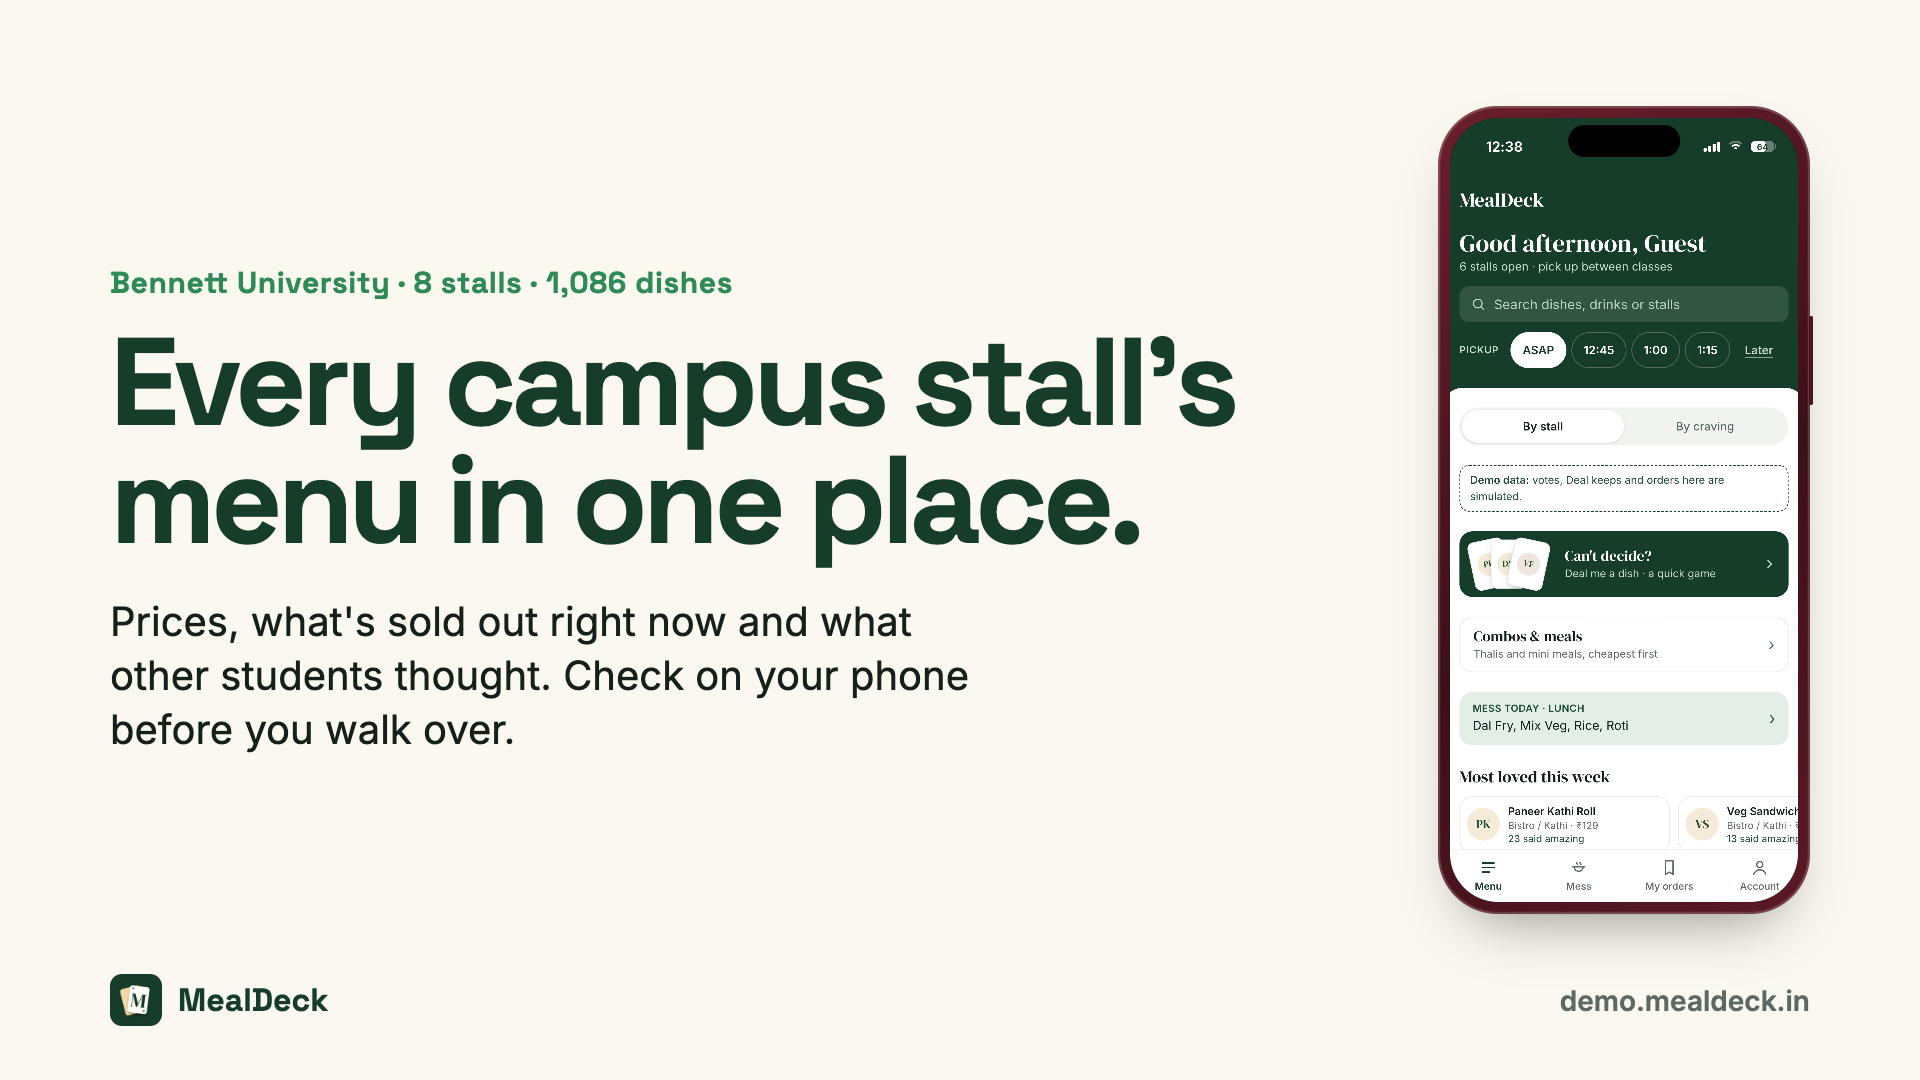 Bennett University · 8 stalls · 1,086 dishes
Every campus stall’s
menu in one place.
Prices, what's sold out right now and what
other students thought. Check on your phone
before you walk over.
MealDeck
demo.mealdeck.in
12:38
64
MealDeck
Good afternoon, Guest
6 stalls open · pick up between classes
Search dishes, drinks or stalls
PICKUP ASAP 12:45 1:00 1:15 Later
By stall By craving
Demo data: votes, Deal keeps and orders here are
simulated.
VF
Can't decide?
Deal me a dish · a quick game
Combos & meals
Thalis and mini meals, cheapest first
MESS TODAY · LUNCH
Dal Fry, Mix Veg, Rice, Roti
Most loved this week
PK
Paneer Kathi Roll
Bistro / Kathi · ₹129
23 said amazing
VS
Veg Sandwich
Bistro / Kathi ·
13 said amazing
Menu Mess My orders Account
M